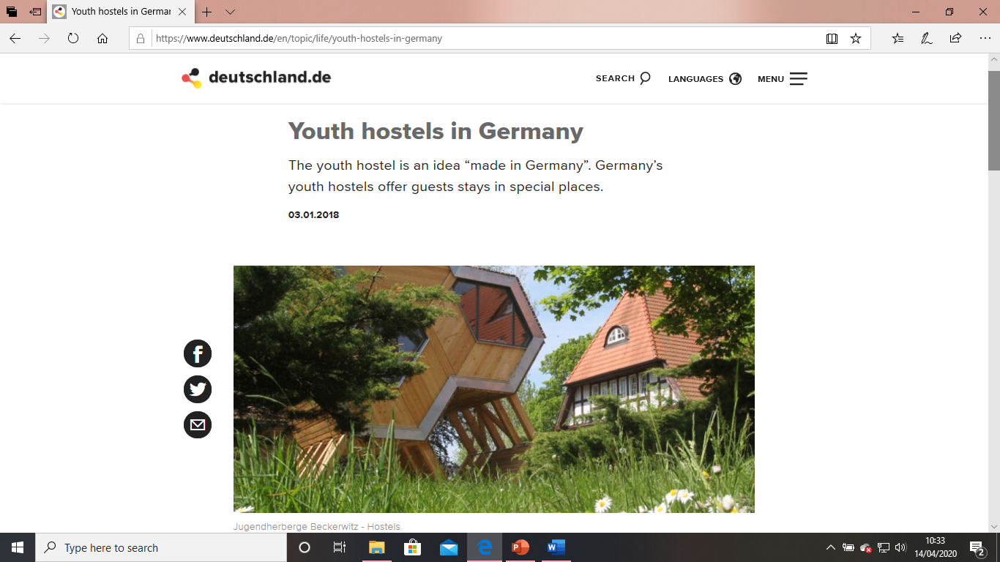 Youth hostels in Germar
https://www.deutschland.de/en/topic/life/youth-hostels-in-germany
deutschland.de
SEARCH
LANGUAGES
MENU
Youth hostels in Germany
The youth hostel is an idea “made in Germany”. Germany’s
youth hostels offer guests stays in special places.
03.01.2018
Jugendherberge Beckerwitz - Hostels
Type here to search
10:33
14/04/2020
2